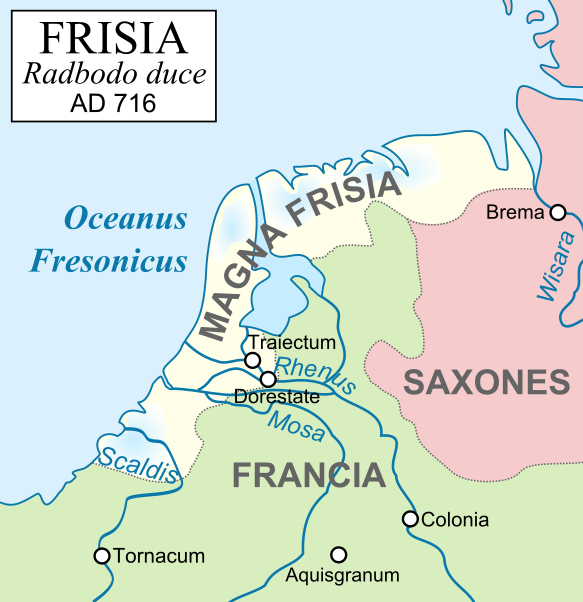 FRISIA
Radbodo duce
AD 716
Oceanus
Fresonicus
MAGNA FRISIA
Brema
Wisara
Traiectum
Rhenus
Dorestate
SAXONES
Mosa
Scaldis
FRANCIA
Colonia
Tornacum
Aquisgranum